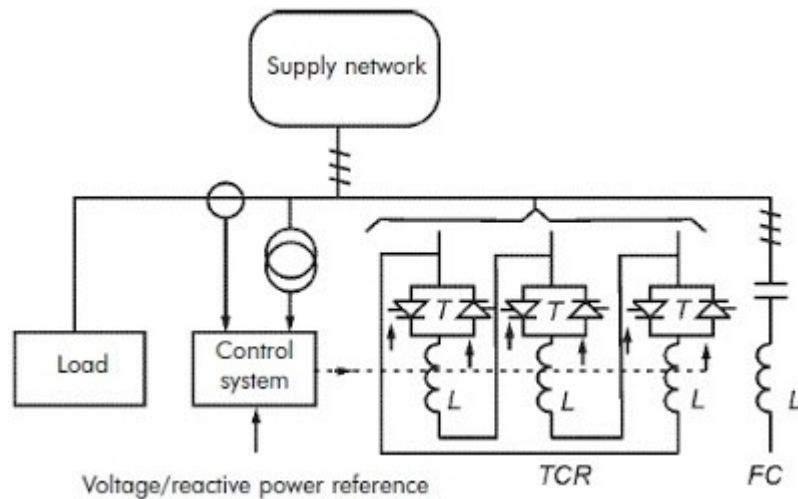 Supply network
T
T
T
Load
Control
system
L
L
L
L
Voltage/reactive power reference
TCR
FC